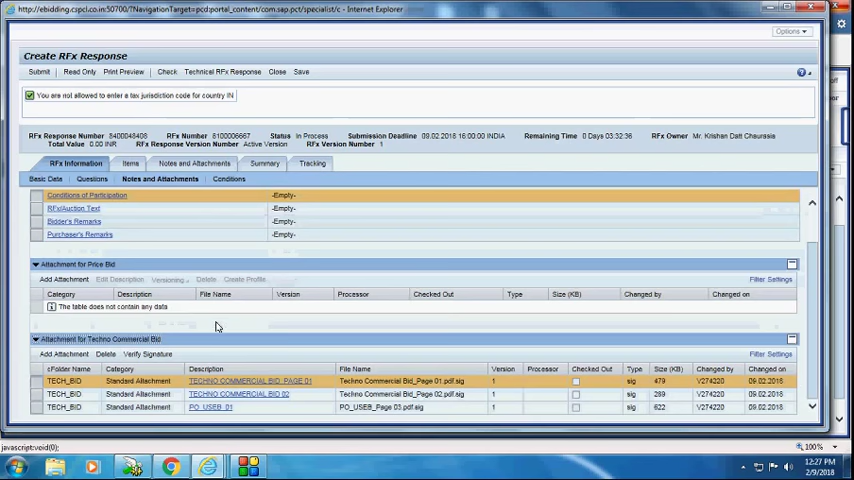 http://ebidding.cspcl.co.in:50700/?NavigationTarget=pcd:portal_content/com.sap.pct/specialist/c - Internet Explorer
Options
Create RFx Response
Submit Read Only Print Preview Check Technical RFx Response Close Save
You are not allowed to enter a tax jurisdiction code for country IN
RFx Response Number 8400048408 RFx Number 8100006667 Status In Process Submission Deadline 09.02.2018 16:00:00 INDIA Remaining Time 0 Days 03:32:36 RFx Owner Mr. Krishan Datt Chaurssia
Total Value 0.00 INR RFx Response Version Number Active Version RFx Version Number 1
RFx Information Items Notes and Attachments Summary Tracking
Basic Data Questions Notes and Attachments Conditions
Conditions of Participation -Empty-
RFx/Auction Text -Empty-
Bidder's Remarks -Empty-
Purchaser's Remarks -Empty-
Attachment for Price Bid
Add Attachment Edit Description Versioning Delete Create Profile Filter Settings
Category Description File Name Version Processor Checked Out Type Size (KB) Changed by Changed on
The table does not contain any data
Attachment for Techno Commercial Bid
Add Attachment Delete Verify Signature Filter Settings
cFolder Name Category Description File Name Version Processor Checked Out Type Size (KB) Changed by Changed on
TECH_BID Standard Attachment TECHNO COMMERCIAL BID_PAGE 01 Techno Commercial Bid_Page 01.pdf.sig 1 sig 479 V274220 09.02.2018
TECH_BID Standard Attachment TECHNO COMMERCIAL BID 02 Techno Commercial Bid_Page 02.pdf.sig 1 sig 289 V274220 09.02.2018
TECH_BID Standard Attachment PO_USEB_01 PO_USEB_Page 03.pdf.sig 1 sig 622 V274220 09.02.2018
javascript:void(0);
100%
12:27 PM
2/9/2018